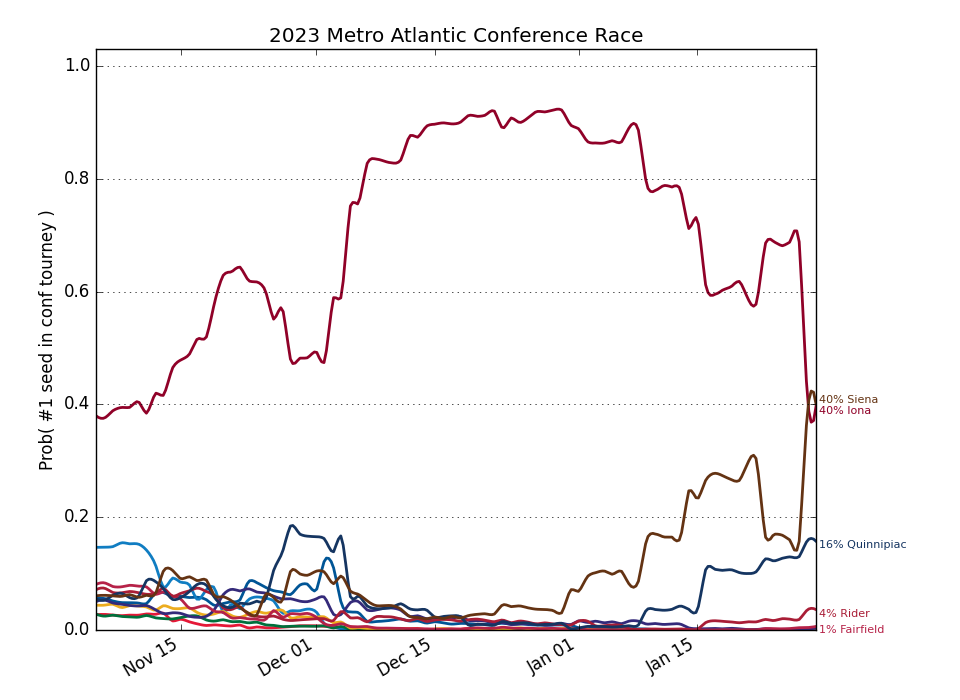 2023 Metro Atlantic Conference Race
Prob( #1 seed in conf tourney )
1.0
0.8
0.6
0.4
0.2
0.0
Nov 15
Dec 01
Dec 15
Jan 01
Jan 15
40% Siena
40% Iona
16% Quinnipiac
4% Rider
1% Fairfield